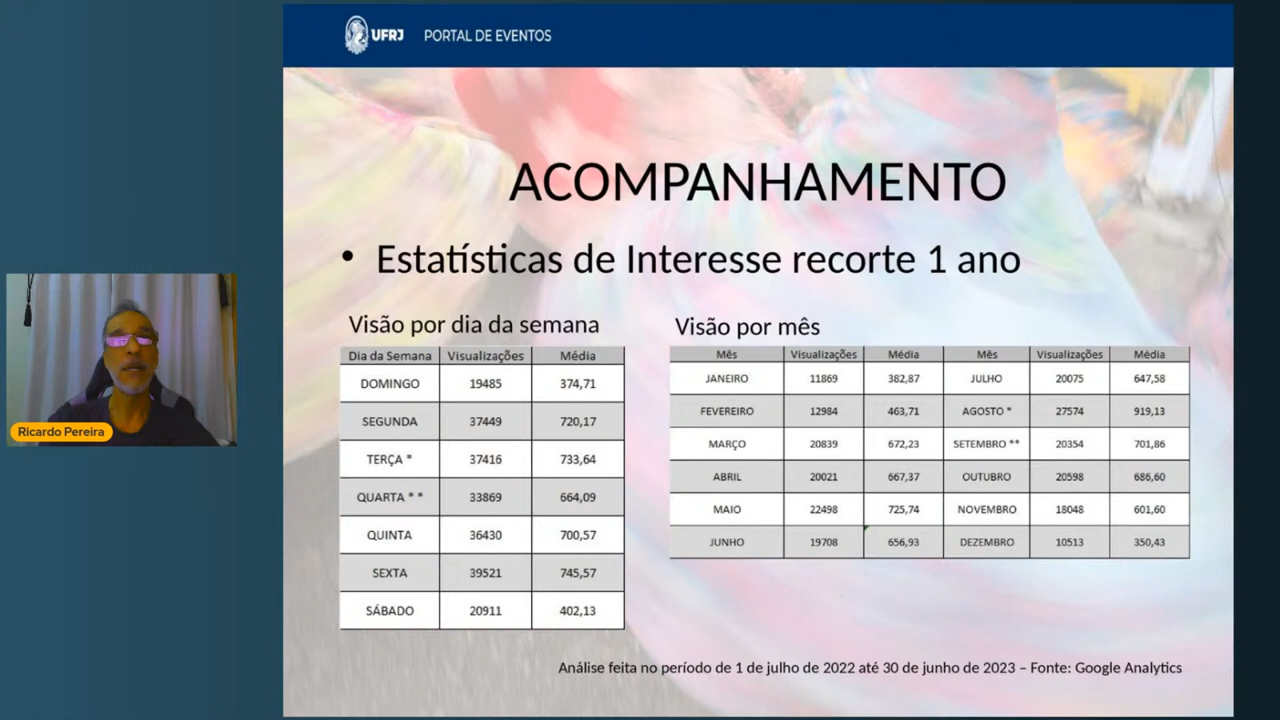 UFRJ PORTAL DE EVENTOS
ACOMPANHAMENTO
• Estatísticas de Interesse recorte 1 ano
Visão por dia da semana
Dia da Semana Visualizações Média
DOMINGO 19485 374,71
SEGUNDA 37449 720,17
TERÇA * 37416 733,64
QUARTA * * 33869 664,09
QUINTA 36430 700,57
SEXTA 39521 745,57
SÁBADO 20911 402,13
Visão por mês
Mês Visualizações Média Mês Visualizações Média
JANEIRO 11869 382,87 JULHO 20075 647,58
FEVEREIRO 12984 463,71 AGOSTO * 27574 919,13
MARÇO 20839 672,23 SETEMBRO ** 20354 701,86
ABRIL 20021 667,37 OUTUBRO 20598 686,60
MAIO 22498 725,74 NOVEMBRO 18048 601,60
JUNHO 19708 656,93 DEZEMBRO 10513 350,43
Análise feita no período de 1 de julho de 2022 até 30 de junho de 2023 – Fonte: Google Analytics
Ricardo Pereira